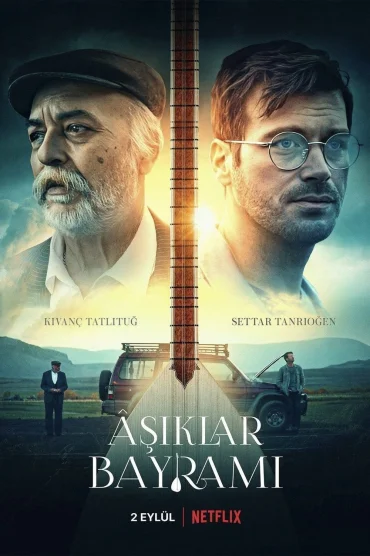 KIVANÇ TATLITUĞ
SETTAR TANRIÖĞEN
ÂŞIKLAR
BAYRAMI
2 EYLÜL | NETFLIX